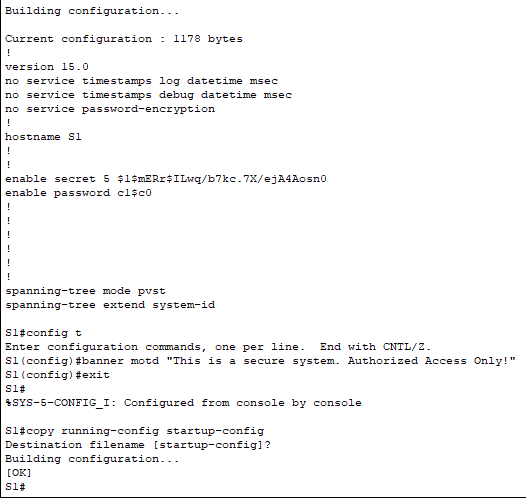 Building configuration...
Current configuration : 1178 bytes
!
version 15.0
no service timestamps log datetime msec
no service timestamps debug datetime msec
no service password-encryption
!
hostname S1
!
!
enable secret 5 $1$mERr$ILwq/b7kc.7X/ejA4Aosn0
enable password c1$c0
!
!
!
!
!
!
spanning-tree mode pvst
spanning-tree extend system-id
S1#config t
Enter configuration commands, one per line.  End with CNTL/Z.
S1(config)#banner motd "This is a secure system. Authorized Access Only!"
S1(config)#exit
S1#
%SYS-5-CONFIG_I: Configured from console by console
S1#copy running-config startup-config
Destination filename [startup-config]?
Building configuration...
[OK]
S1#